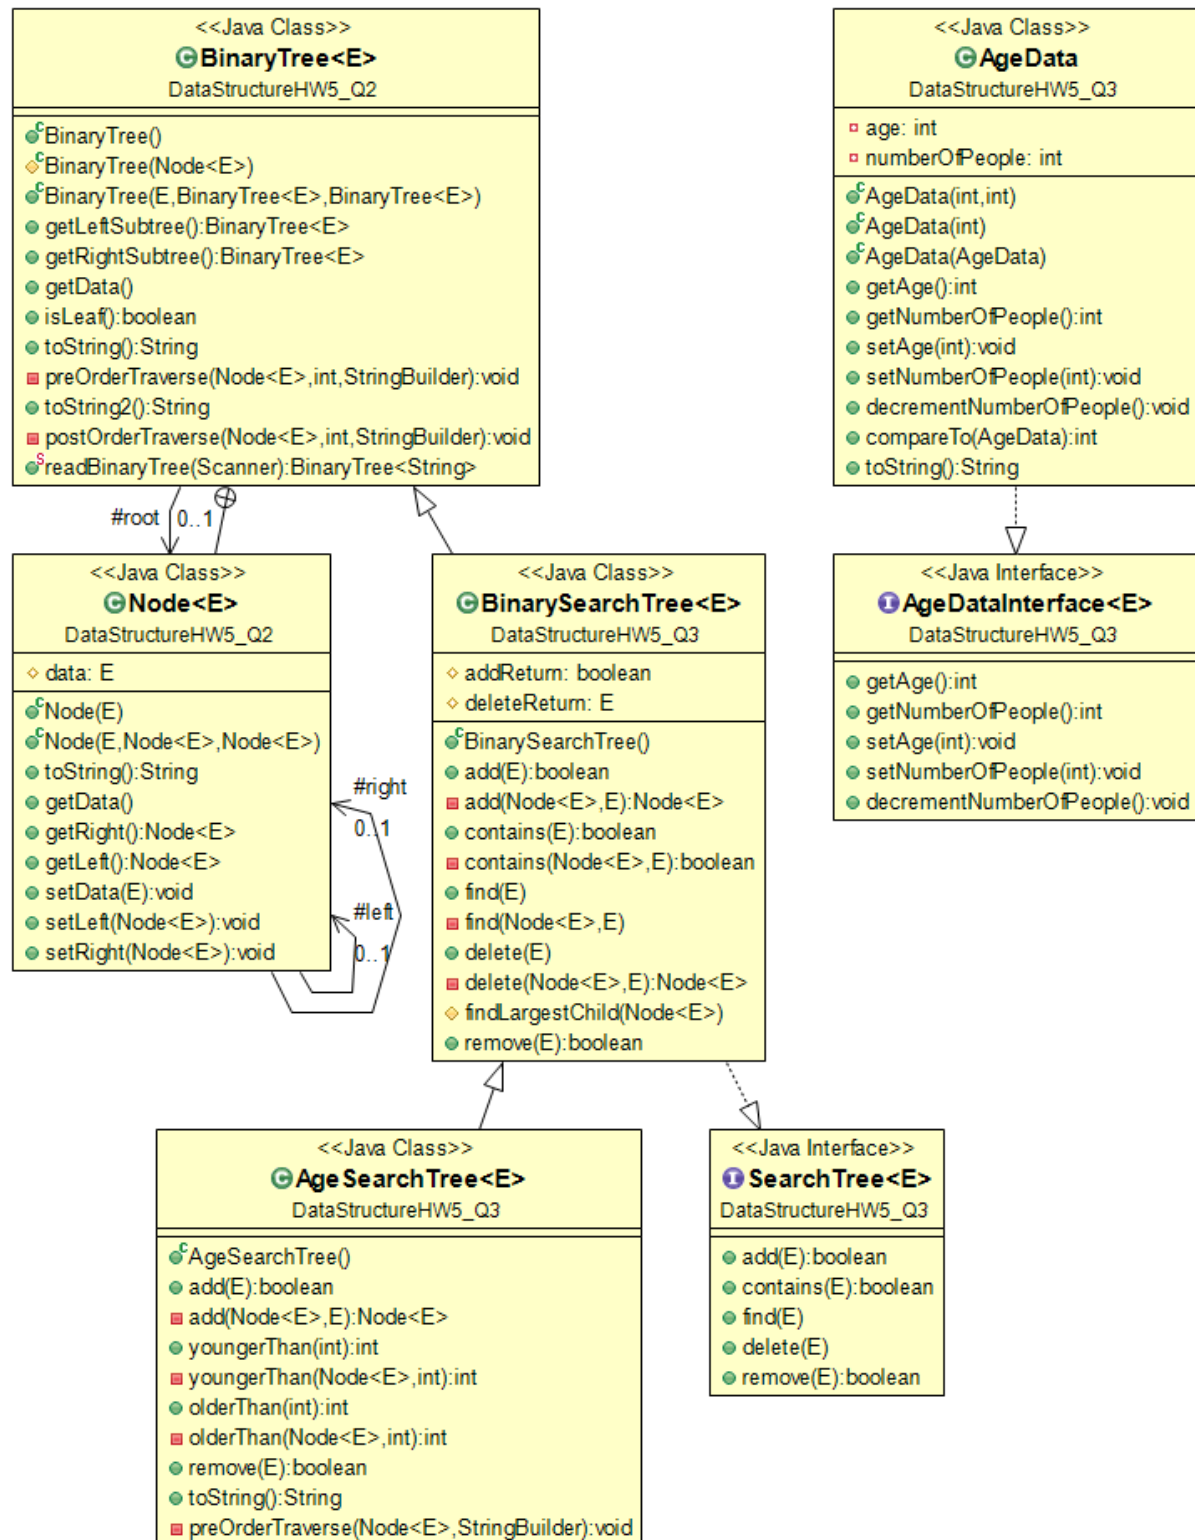 <<Java Class>>
BinaryTree<E>
DataStructureHW5_Q2
BinaryTree()
BinaryTree(Node<E>)
BinaryTree(E,BinaryTree<E>,BinaryTree<E>)
getLeftSubtree():BinaryTree<E>
getRightSubtree():BinaryTree<E>
getData()
isLeaf():boolean
toString():String
preOrderTraverse(Node<E>,int,StringBuilder):void
toString2():String
postOrderTraverse(Node<E>,int,StringBuilder):void
readBinaryTree(Scanner):BinaryTree<String>
<<Java Class>>
AgeData
DataStructureHW5_Q3
age: int
numberOfPeople: int
AgeData(int,int)
AgeData(int)
AgeData(AgeData)
getAge():int
getNumberOfPeople():int
setAge(int):void
setNumberOfPeople(int):void
decrementNumberOfPeople():void
compareTo(AgeData):int
toString():String
#root 0..1
<<Java Class>>
Node<E>
DataStructureHW5_Q2
data: E
Node(E)
Node(E,Node<E>,Node<E>)
toString():String
getData()
getRight():Node<E>
getLeft():Node<E>
setData(E):void
setLeft(Node<E>):void
setRight(Node<E>):void
#right
0..1
#left
0..1
<<Java Class>>
BinarySearchTree<E>
DataStructureHW5_Q3
addReturn: boolean
deleteReturn: E
BinarySearchTree()
add(E):boolean
add(Node<E>,E):Node<E>
contains(E):boolean
contains(Node<E>,E):boolean
find(E)
find(Node<E>,E)
delete(E)
delete(Node<E>,E):Node<E>
findLargestChild(Node<E>)
remove(E):boolean
<<Java Interface>>
AgeDataInterface<E>
DataStructureHW5_Q3
getAge():int
getNumberOfPeople():int
setAge(int):void
setNumberOfPeople(int):void
decrementNumberOfPeople():void
<<Java Class>>
AgeSearchTree<E>
DataStructureHW5_Q3
AgeSearchTree()
add(E):boolean
add(Node<E>,E):Node<E>
youngerThan(int):int
youngerThan(Node<E>,int):int
olderThan(int):int
olderThan(Node<E>,int):int
remove(E):boolean
toString():String
preOrderTraverse(Node<E>,StringBuilder):void
<<Java Interface>>
SearchTree<E>
DataStructureHW5_Q3
add(E):boolean
contains(E):boolean
find(E)
delete(E)
remove(E):boolean